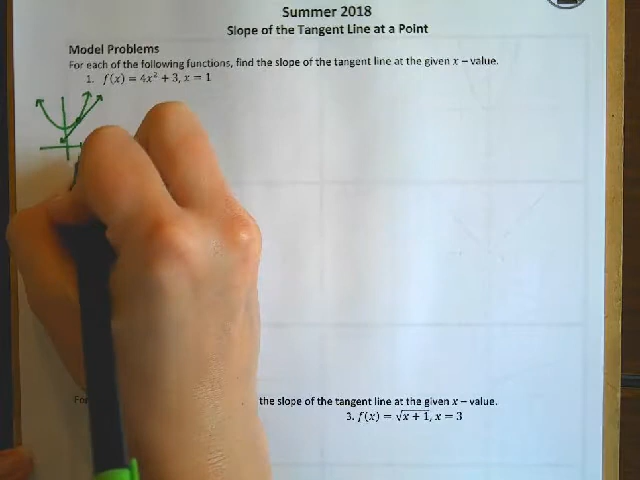 Summer 2018
Slope of the Tangent Line at a Point
Model Problems
For each of the following functions, find the slope of the tangent line at the given x – value.
1. f(x) = 4x² + 3, x = 1
the slope of the tangent line at the given x – value.
3. f(x) = √(x + 1), x = 3